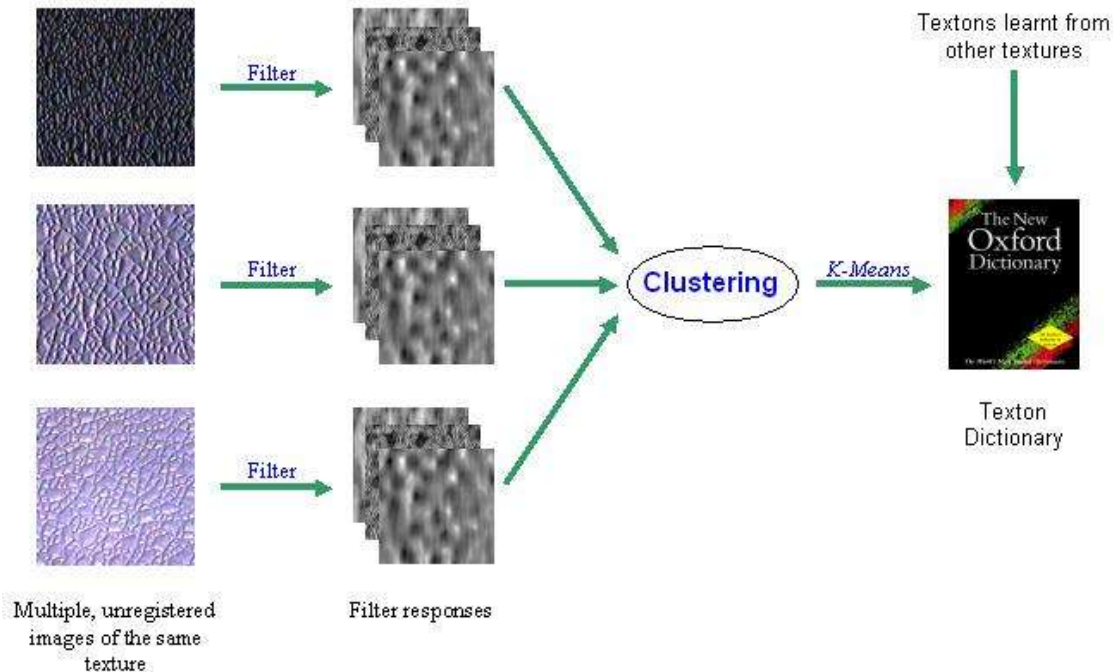 Textons learnt from
other textures
Filter
Filter
Filter
Clustering
K-Means
The New
Oxford
Dictionary
Texton
Dictionary
Multiple, unregistered
images of the same
texture
Filter responses